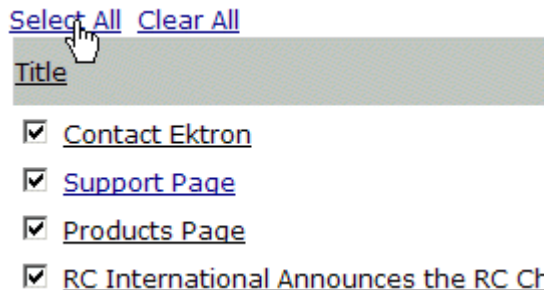 Select All Clear All
Title
Contact Ektron
Support Page
Products Page
RC International Announces the RC Ch